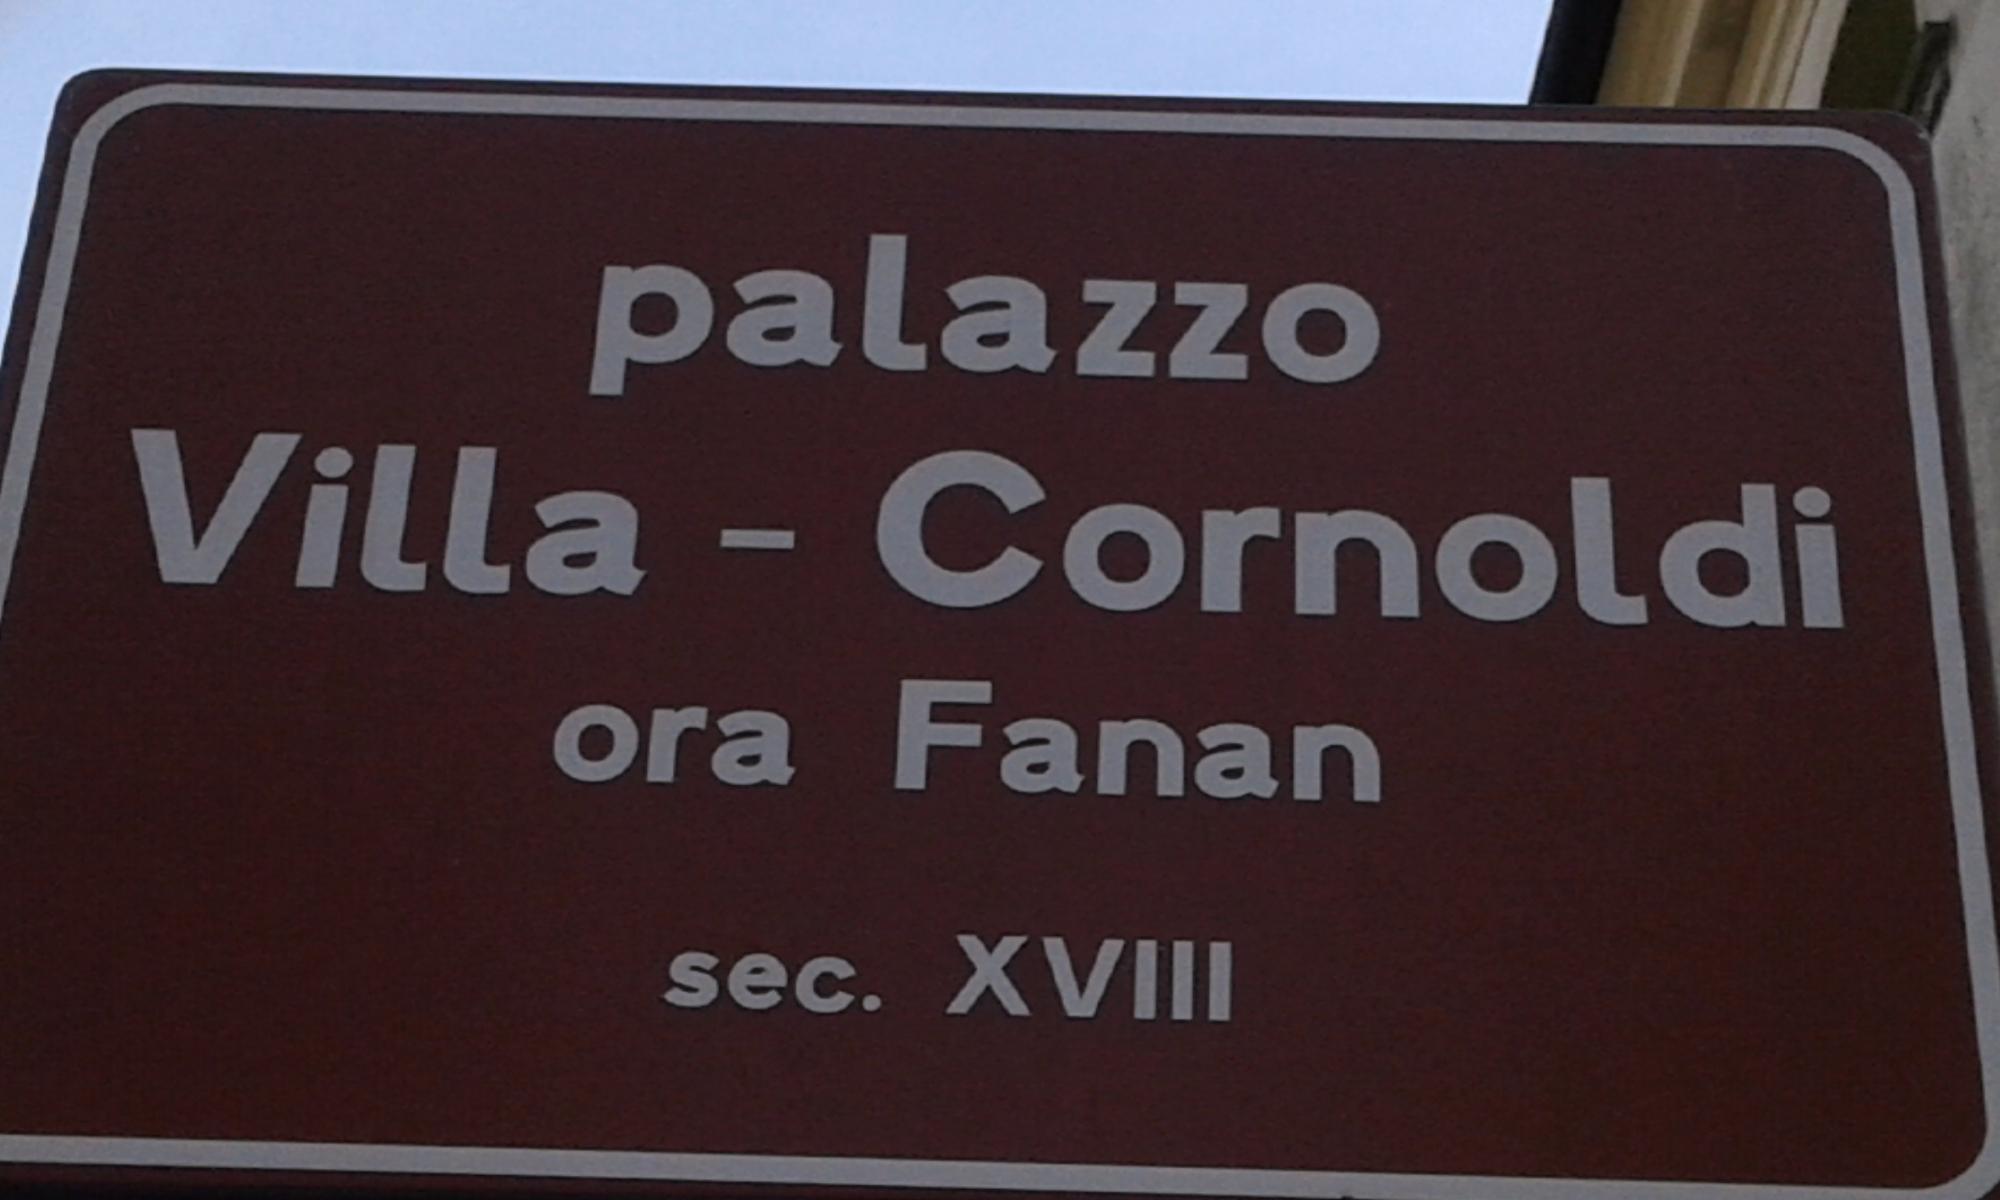 palazzo
Villa - Cornoldi
ora Fanan
sec. XVIII